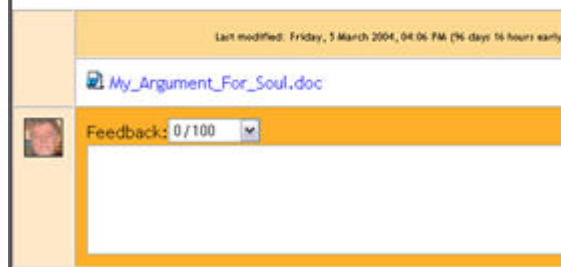 Last modified: Friday, 5 March 2004, 04:06 PM (96 days 16 hours early
My_Argument_For_Soul.doc
Feedback: 0/100